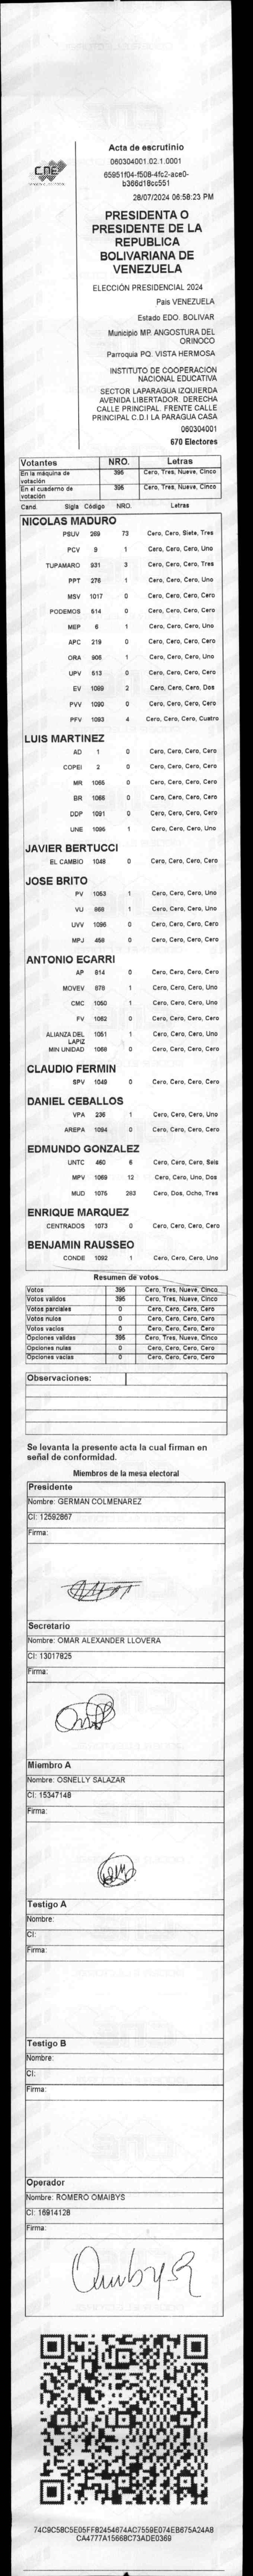 CNE
Acta de escrutinio
060304001.02.1.0001
65951f04-f508-4fc2-ace0-
b366d18cc551
28/07/2024 06:58:23 PM
PRESIDENTA O
PRESIDENTE DE LA
REPUBLICA
BOLIVARIANA DE
VENEZUELA
ELECCIÓN PRESIDENCIAL 2024
Pais VENEZUELA
Estado EDO. BOLIVAR
Municipio MP. ANGOSTURA DEL
ORINOCO
Parroquia PQ. VISTA HERMOSA
INSTITUTO DE COOPERACION
NACIONAL EDUCATIVA
SECTOR LAPARAGUA IZQUIERDA
AVENIDA LIBERTADOR. DERECHA
CALLE PRINCIPAL. FRENTE CALLE
PRINCIPAL C.D.I LA PARAGUA CASA
060304001
670 Electores
Votantes NRO. Letras
En la máquina de votación 395 Cero, Tres, Nueve, Cinco
En el cuaderno de votación 395 Cero, Tres, Nueve, Cinco
Cand. Sigla Código NRO. Letras
NICOLAS MADURO
PSUV 269 73 Cero, Cero, Siete, Tres
PCV 9 1 Cero, Cero, Cero, Uno
TUPAMARO 931 3 Cero, Cero, Cero, Tres
PPT 276 1 Cero, Cero, Cero, Uno
MSV 1017 0 Cero, Cero, Cero, Cero
PODEMOS 514 0 Cero, Cero, Cero, Cero
MEP 6 1 Cero, Cero, Cero, Uno
APC 219 0 Cero, Cero, Cero, Cero
ORA 906 1 Cero, Cero, Cero, Uno
UPV 613 0 Cero, Cero, Cero, Cero
EV 1089 2 Cero, Cero, Cero, Dos
PVV 1090 0 Cero, Cero, Cero, Cero
PFV 1093 4 Cero, Cero, Cero, Cuatro
LUIS MARTINEZ
AD 1 0 Cero, Cero, Cero, Cero
COPEI 2 0 Cero, Cero, Cero, Cero
MR 1065 0 Cero, Cero, Cero, Cero
BR 1066 0 Cero, Cero, Cero, Cero
DDP 1091 0 Cero, Cero, Cero, Cero
UNE 1096 1 Cero, Cero, Cero, Uno
JAVIER BERTUCCI
EL CAMBIO 1048 0 Cero, Cero, Cero, Cero
JOSE BRITO
PV 1053 1 Cero, Cero, Cero, Uno
VU 868 1 Cero, Cero, Cero, Uno
UVV 1095 0 Cero, Cero, Cero, Cero
MPJ 456 0 Cero, Cero, Cero, Cero
ANTONIO ECARRI
AP 814 0 Cero, Cero, Cero, Cero
MOVEV 678 1 Cero, Cero, Cero, Uno
CMC 1050 1 Cero, Cero, Cero, Uno
FV 1062 0 Cero, Cero, Cero, Cero
ALIANZA DEL LAPIZ 1051 1 Cero, Cero, Cero, Uno
MIN UNIDAD 1068 0 Cero, Cero, Cero, Cero
CLAUDIO FERMIN
SPV 1049 0 Cero, Cero, Cero, Cero
DANIEL CEBALLOS
VPA 236 1 Cero, Cero, Cero, Uno
AREPA 1094 0 Cero, Cero, Cero, Cero
EDMUNDO GONZALEZ
UNTC 460 6 Cero, Cero, Cero, Seis
MPV 1069 12 Cero, Cero, Uno, Dos
MUD 1075 283 Cero, Dos, Ocho, Tres
ENRIQUE MARQUEZ
CENTRADOS 1073 0 Cero, Cero, Cero, Cero
BENJAMIN RAUSSEO
CONDE 1092 1 Cero, Cero, Cero, Uno
Resumen de votos
Votos 395 Cero, Tres, Nueve, Cinco
Votos validos 395 Cero, Tres, Nueve, Cinco
Votos parciales 0 Cero, Cero, Cero, Cero
Votos nulos 0 Cero, Cero, Cero, Cero
Votos vacios 0 Cero, Cero, Cero, Cero
Opciones validas 395 Cero, Tres, Nueve, Cinco
Opciones nulas 0 Cero, Cero, Cero, Cero
Opciones vacias 0 Cero, Cero, Cero, Cero
Observaciones:
Se levanta la presente acta la cual firman en
señal de conformidad.
Miembros de la mesa electoral
Presidente
Nombre: GERMAN COLMENAREZ
CI: 12592867
Firma:
Secretario
Nombre: OMAR ALEXANDER LLOVERA
CI: 13017825
Firma:
Miembro A
Nombre: OSNELLY SALAZAR
CI: 15347148
Firma:
Testigo A
Nombre:
CI:
Firma:
Testigo B
Nombre:
CI:
Firma:
Operador
Nombre: ROMERO OMAIBYS
CI: 16914128
Firma:
74C9C58C5E05FFB2454674AC7559E074EB675A24A8
CA4777A15668C73ADE0369